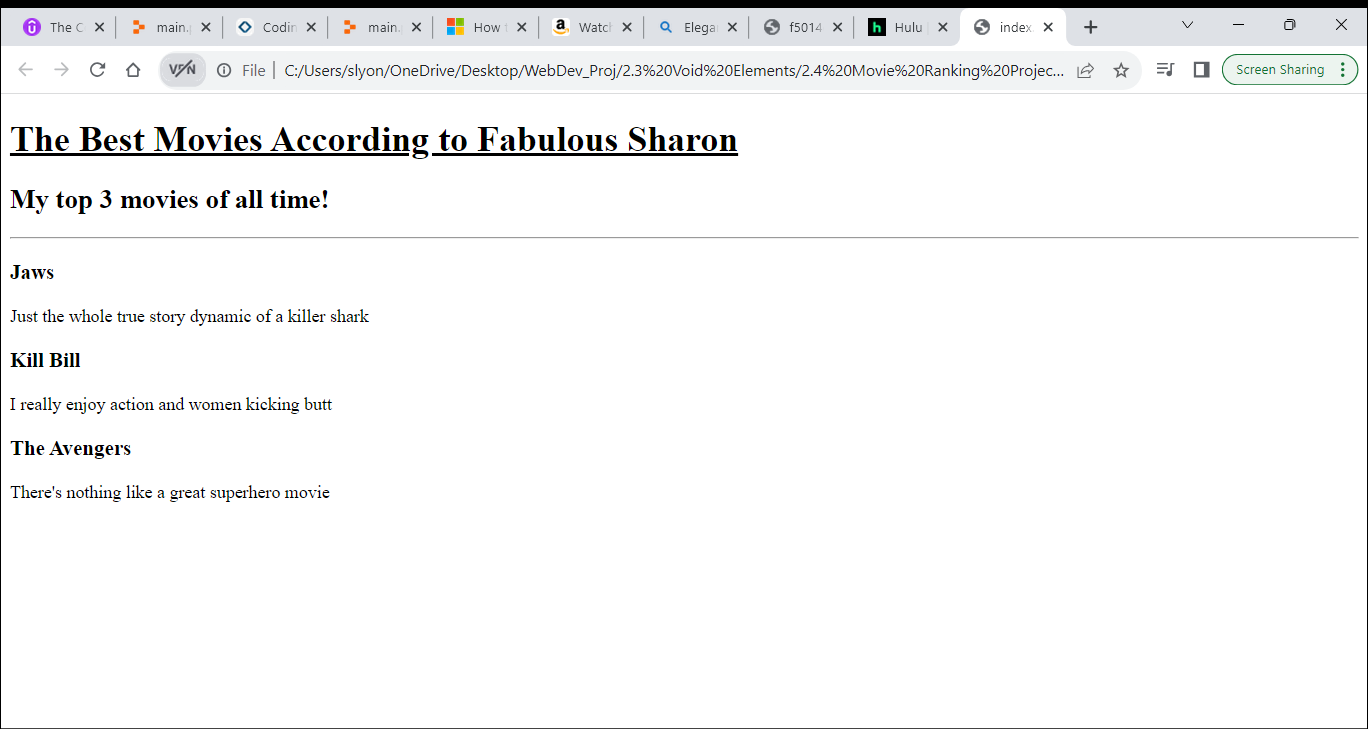 The C
main.
Codin
main.
How
Watch
Elega
f5014
Hulu
index
VPN
File
C:/Users/slyon/OneDrive/Desktop/WebDev_Proj/2.3%20Void%20Elements/2.4%20Movie%20Ranking%20Projec...
Screen Sharing
The Best Movies According to Fabulous Sharon
My top 3 movies of all time!
Jaws
Just the whole true story dynamic of a killer shark
Kill Bill
I really enjoy action and women kicking butt
The Avengers
There's nothing like a great superhero movie